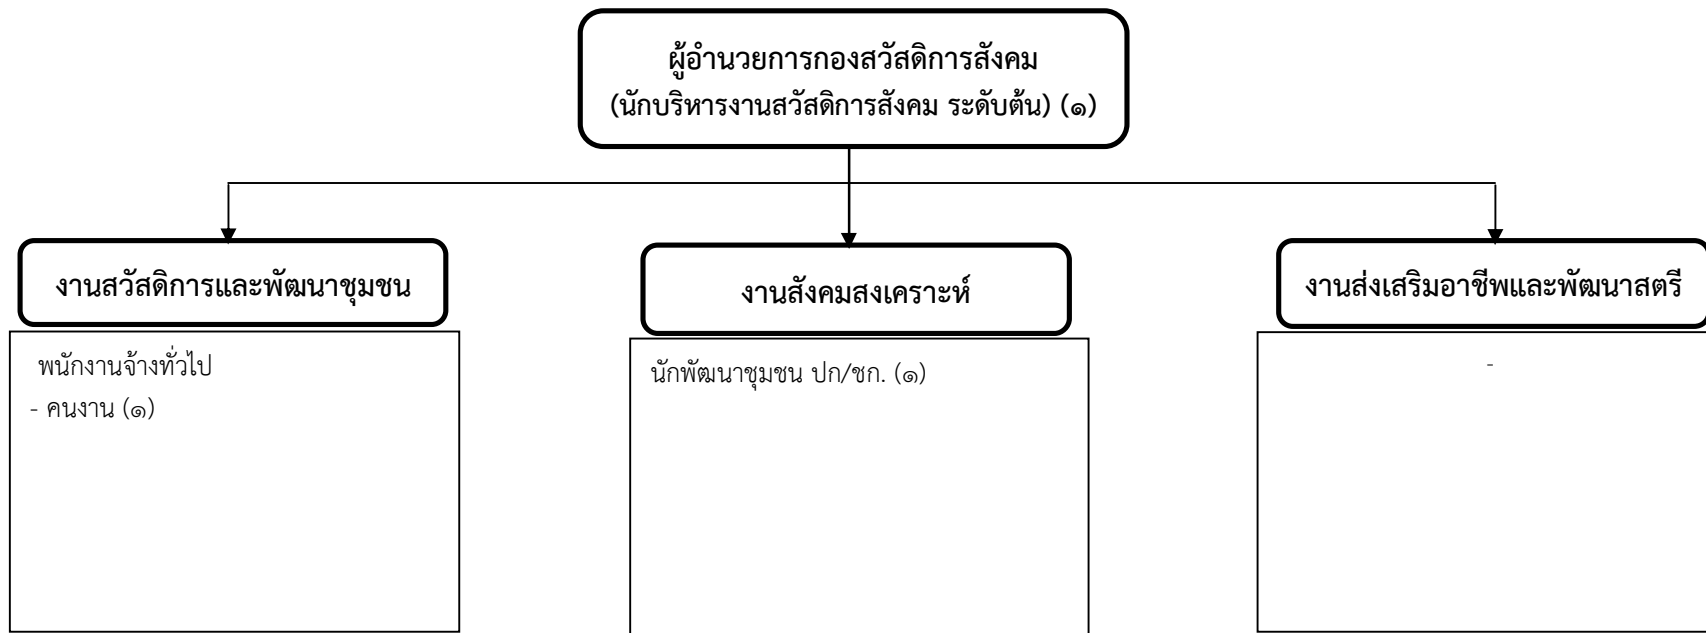 ผู้อำนวยการกองสวัสดิการสังคม
(นักบริหารงานสวัสดิการสังคม ระดับต้น) (๑)
งานสวัสดิการและพัฒนาชุมชน
งานสังคมสงเคราะห์
งานส่งเสริมอาชีพและพัฒนาสตรี
พนักงานจ้างทั่วไป
- คนงาน (๑)
นักพัฒนาชุมชน ปก/ชก. (๑)
-